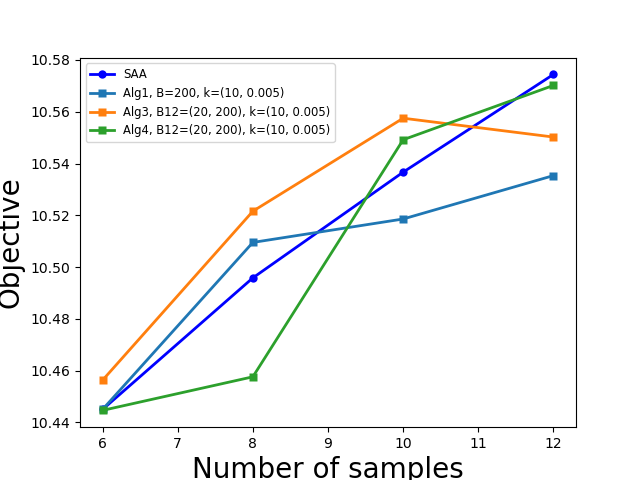 10.58
10.56
10.54
10.52
10.50
10.48
10.46
10.44
Objective
SAA
Alg1, B=200, k=(10, 0.005)
Alg3, B12=(20, 200), k=(10, 0.005)
Alg4, B12=(20, 200), k=(10, 0.005)
6 7 8 9 10 11 12
Number of samples